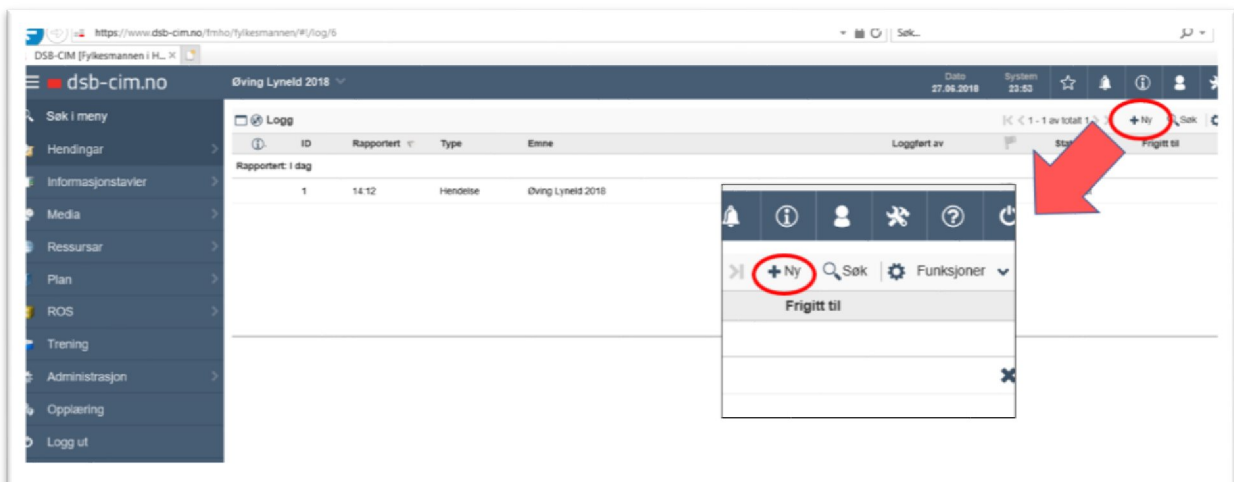 https://www.dsb-cim.no/fmho/fylkesmannen/#!/log/6
Søk...
DSB-CIM [Fylkesmannen i H...
dsb-cim.no
Øving Lyneld 2018
Dato
27.06.2018
System
23:53
Søk i meny
Hendingar
Informasjonstavler
Media
Ressursar
Plan
ROS
Trening
Administrasjon
Opplæring
Logg ut
Logg
1 - 1 av totalt 1
Ny
Søk
ID Rapportert Type Emne Loggført av Frigitt til
Rapportert: I dag
1 14:12 Hendelse Øving Lyneld 2018
Ny Søk Funksjoner
Frigitt til